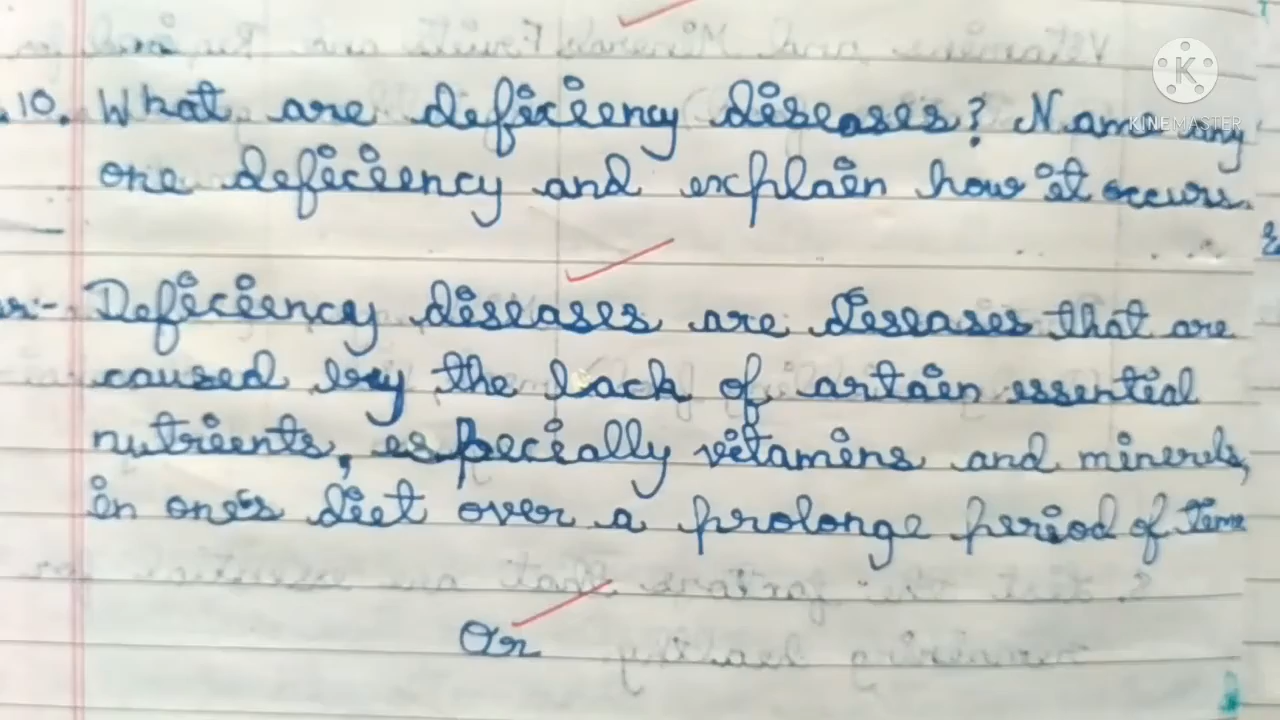 KINEMASTER
10. What are deficiency diseases? Name any
one deficiency and explain how it occurs.
Deficiency diseases are diseases that are
caused by the lack of certain essential
nutrients, especially vitamins and minerals,
in one's diet over a prolonge period of time
Or